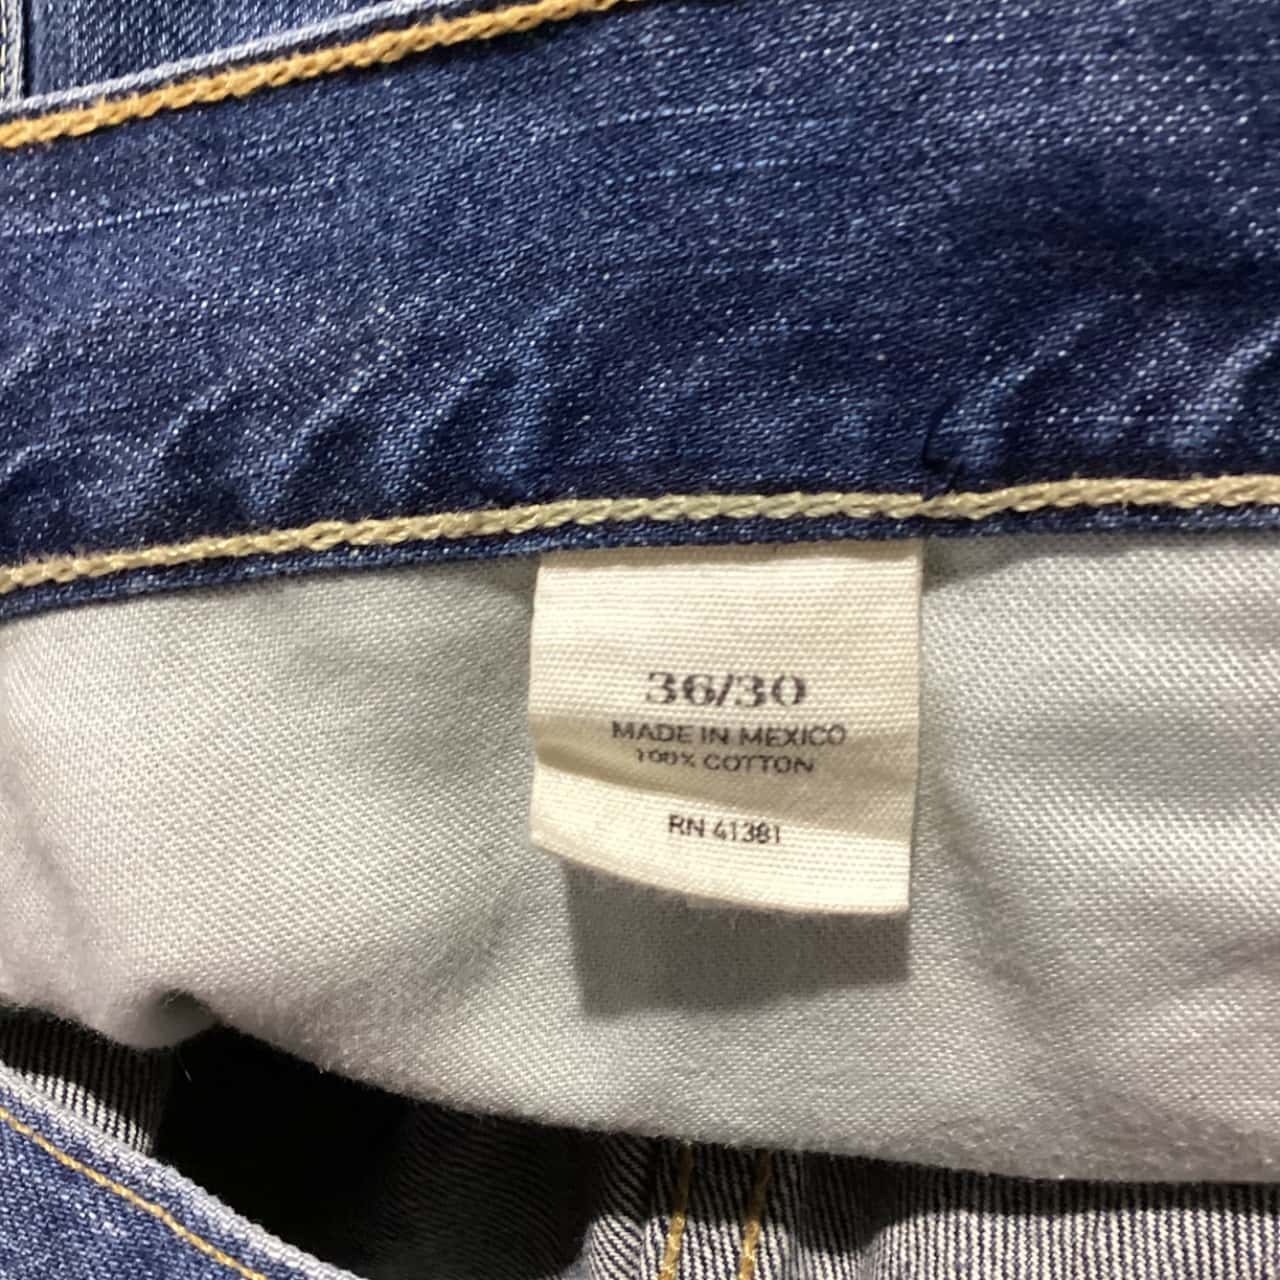 36/30
MADE IN MEXICO
100% COTTON
RN 41381